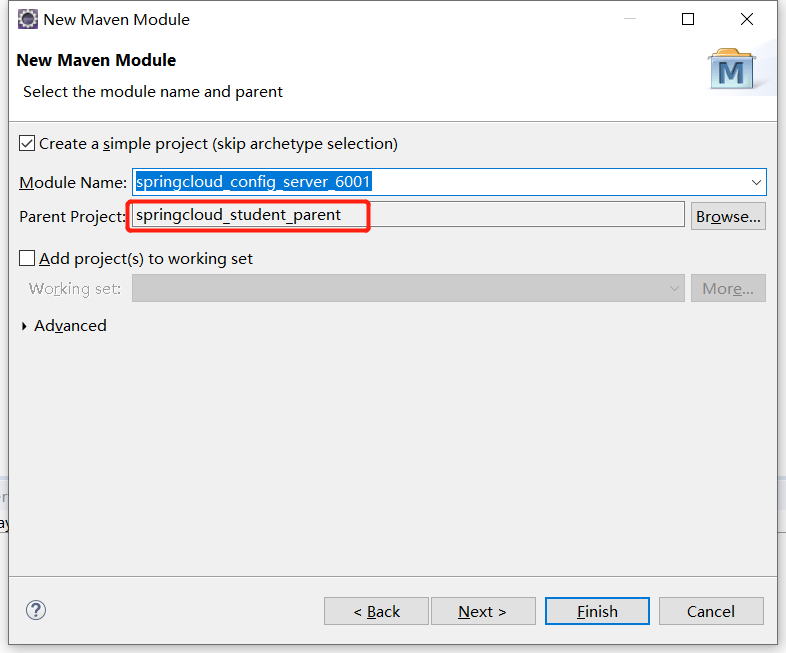 New Maven Module
New Maven Module
Select the module name and parent
M
Create a simple project (skip archetype selection)
Module Name: springcloud_config_server_6001
Parent Project: springcloud_student_parent Browse...
Add project(s) to working set
Working set: More...
Advanced
? < Back Next > Finish Cancel